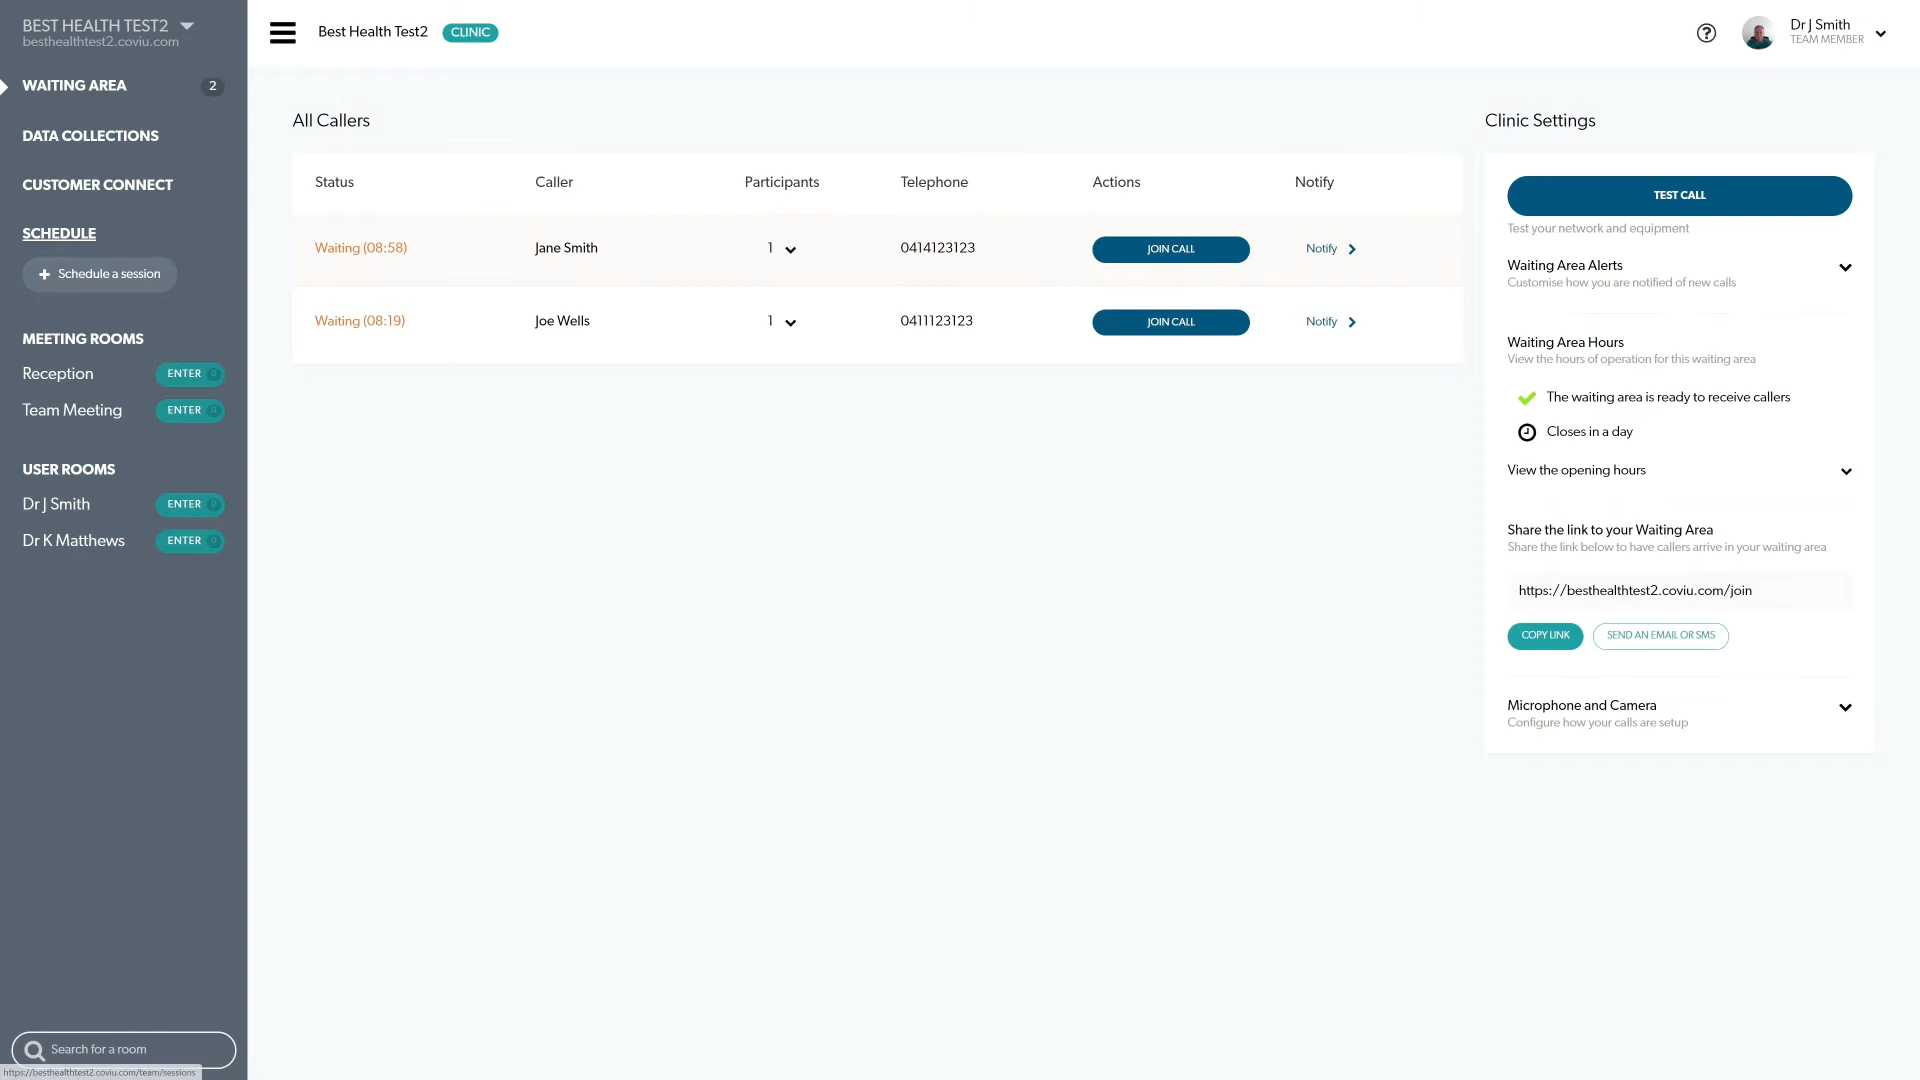 BEST HEALTH TEST2
besthealthtest2.coviu.com
WAITING AREA 2
DATA COLLECTIONS
CUSTOMER CONNECT
SCHEDULE
+ Schedule a session
MEETING ROOMS
Reception ENTER 0
Team Meeting ENTER 0
USER ROOMS
Dr J Smith ENTER 0
Dr K Matthews ENTER 0
Search for a room
https://besthealthtest2.coviu.com/team/sessions
Best Health Test2 CLINIC
? Dr J Smith
TEAM MEMBER
All Callers
Status Caller Participants Telephone Actions Notify
Waiting (08:58) Jane Smith 1 0414123123 JOIN CALL Notify
Waiting (08:19) Joe Wells 1 0411123123 JOIN CALL Notify
Clinic Settings
TEST CALL
Test your network and equipment
Waiting Area Alerts
Customise how you are notified of new calls
Waiting Area Hours
View the hours of operation for this waiting area
The waiting area is ready to receive callers
Closes in a day
View the opening hours
Share the link to your Waiting Area
Share the link below to have callers arrive in your waiting area
https://besthealthtest2.coviu.com/join
COPY LINK SEND AN EMAIL OR SMS
Microphone and Camera
Configure how your calls are setup